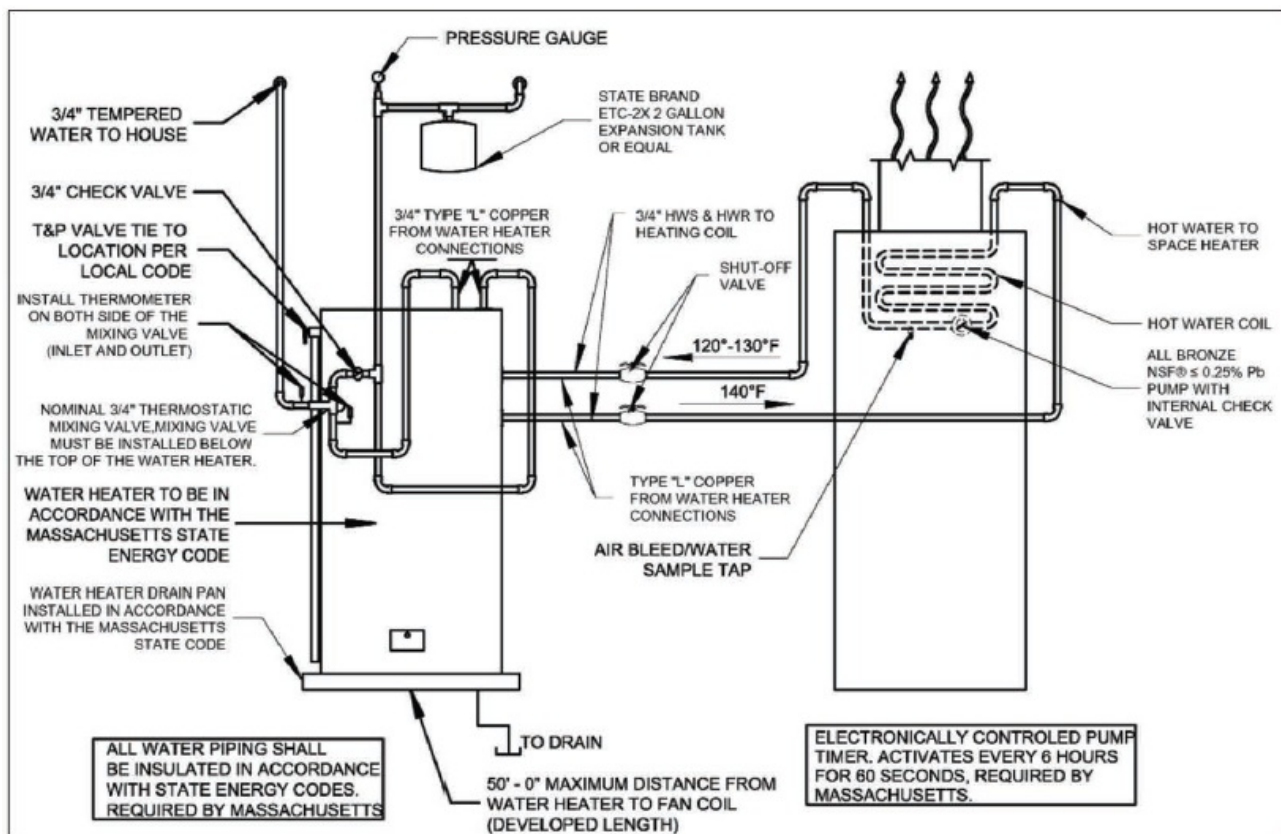 PRESSURE GAUGE
3/4" TEMPERED
WATER TO HOUSE
STATE BRAND
ETC-2X 2 GALLON
EXPANSION TANK
OR EQUAL
3/4" CHECK VALVE
T&P VALVE TIE TO
LOCATION PER
LOCAL CODE
INSTALL THERMOMETER
ON BOTH SIDE OF THE
MIXING VALVE
(INLET AND OUTLET)
NOMINAL 3/4" THERMOSTATIC
MIXING VALVE,MIXING VALVE
MUST BE INSTALLED BELOW
THE TOP OF THE WATER HEATER.
WATER HEATER TO BE IN
ACCORDANCE WITH THE
MASSACHUSETTS STATE
ENERGY CODE
WATER HEATER DRAIN PAN
INSTALLED IN ACCORDANCE
WITH THE MASSACHUSETTS
STATE CODE
3/4" TYPE "L" COPPER
FROM WATER HEATER
CONNECTIONS
3/4" HWS & HWR TO
HEATING COIL
SHUT-OFF
VALVE
120°-130°F
140°F
TYPE "L" COPPER
FROM WATER HEATER
CONNECTIONS
AIR BLEED/WATER
SAMPLE TAP
HOT WATER TO
SPACE HEATER
HOT WATER COIL
ALL BRONZE
NSF® ≤ 0.25% Pb
PUMP WITH
INTERNAL CHECK
VALVE
TO DRAIN
50' - 0" MAXIMUM DISTANCE FROM
WATER HEATER TO FAN COIL
(DEVELOPED LENGTH)
ALL WATER PIPING SHALL
BE INSULATED IN ACCORDANCE
WITH STATE ENERGY CODES.
REQUIRED BY MASSACHUSETTS
ELECTRONICALLY CONTROLED PUMP
TIMER. ACTIVATES EVERY 6 HOURS
FOR 60 SECONDS, REQUIRED BY
MASSACHUSETTS.